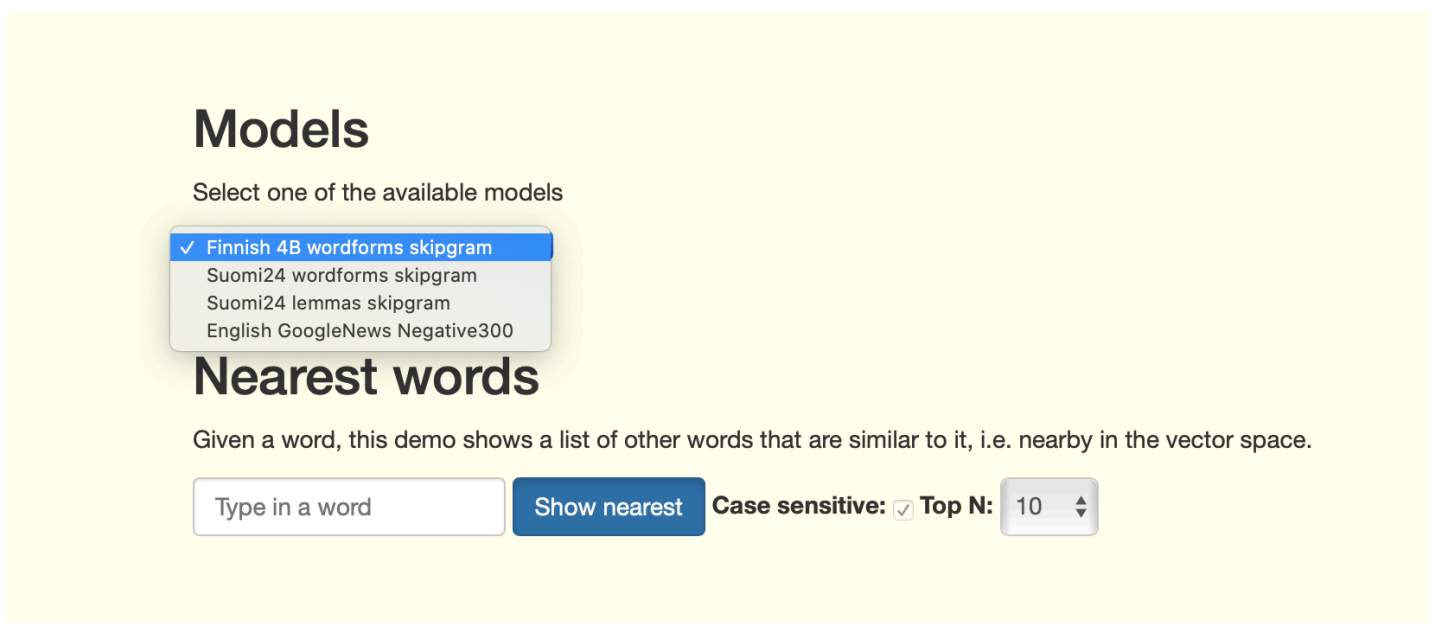 Models
Select one of the available models
✓ Finnish 4B wordforms skipgram
Suomi24 wordforms skipgram
Suomi24 lemmas skipgram
English GoogleNews Negative300
Nearest words
Given a word, this demo shows a list of other words that are similar to it, i.e. nearby in the vector space.
Type in a word Show nearest Case sensitive: ✓ Top N: 10